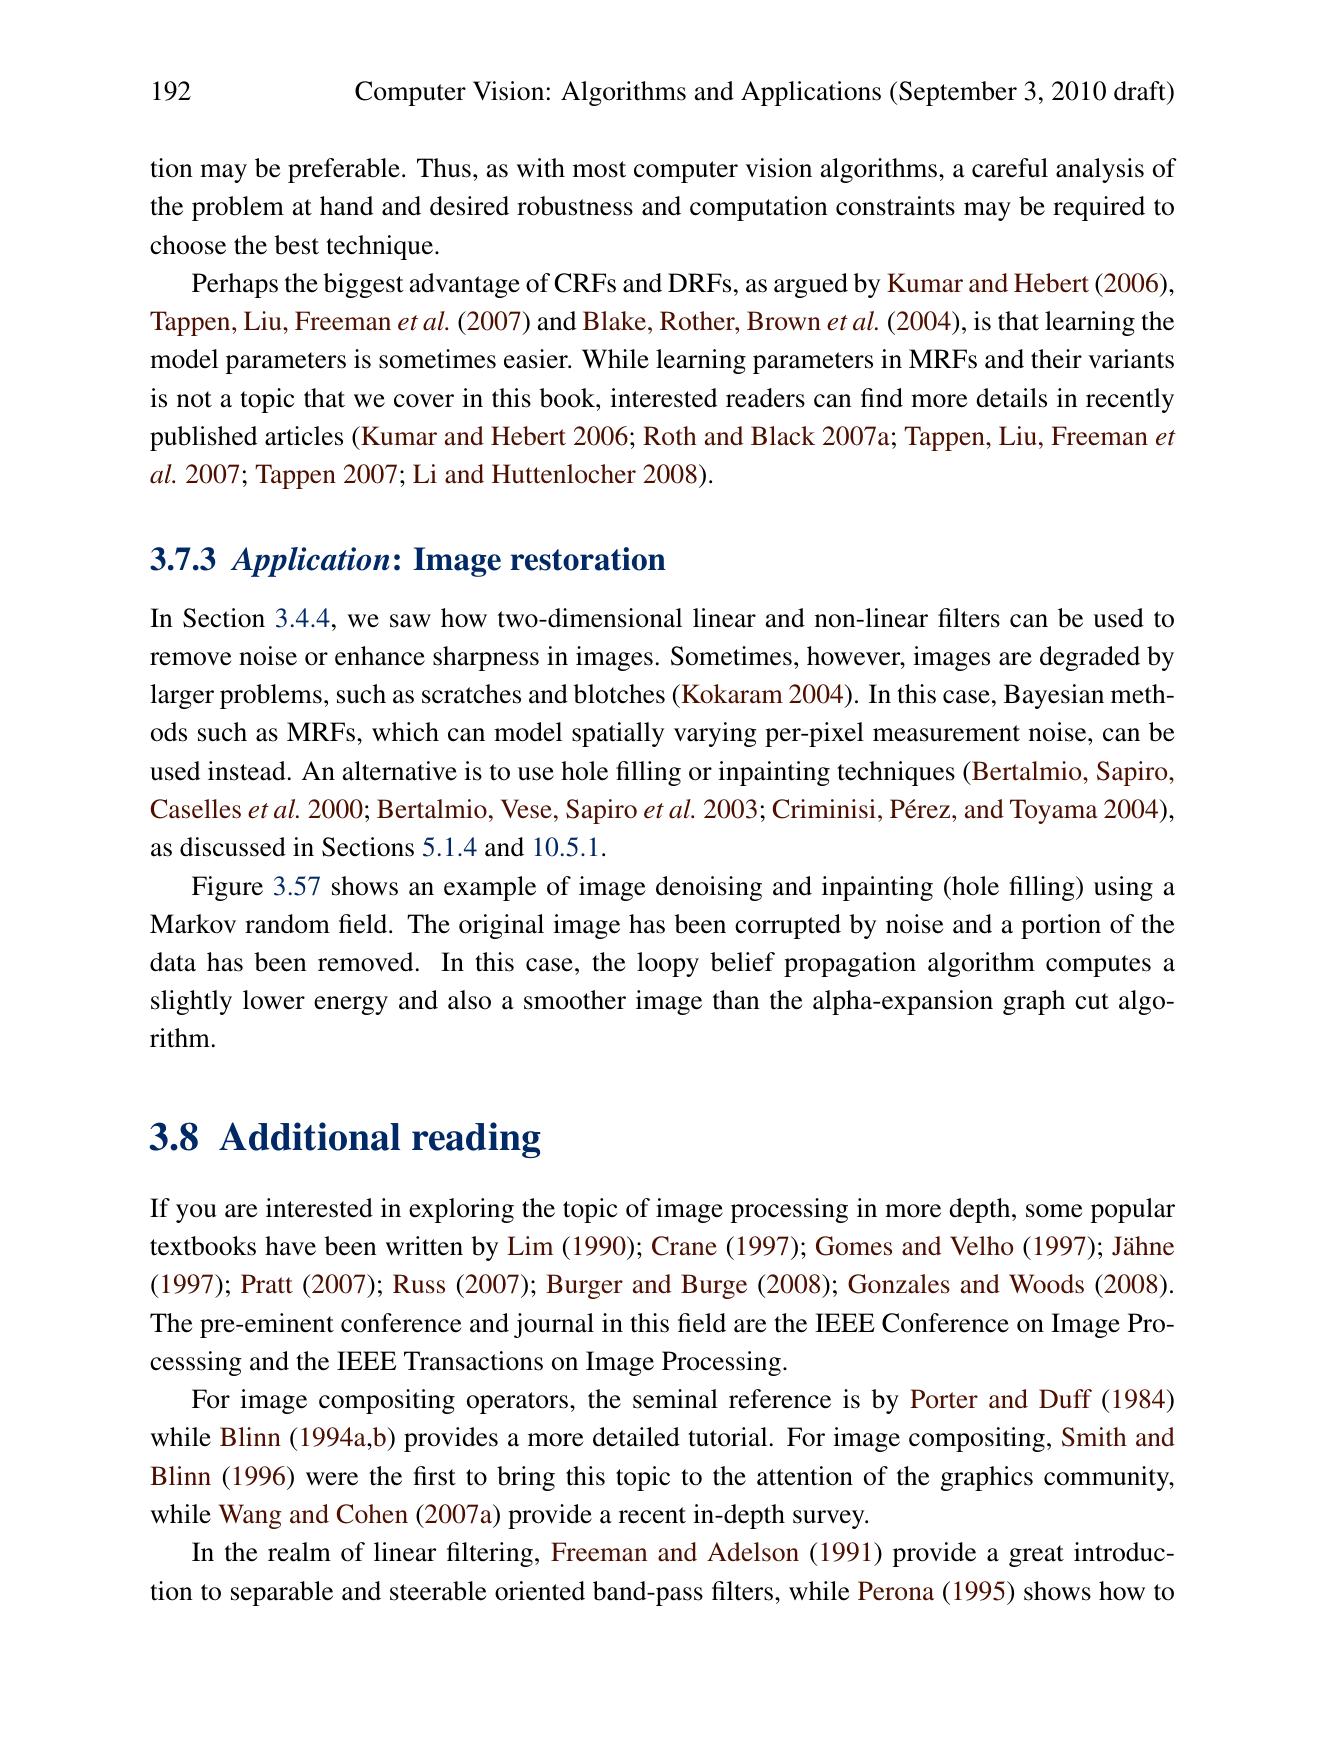 192 Computer Vision: Algorithms and Applications (September 3, 2010 draft)
tion may be preferable. Thus, as with most computer vision algorithms, a careful analysis of
the problem at hand and desired robustness and computation constraints may be required to
choose the best technique.
Perhaps the biggest advantage of CRFs and DRFs, as argued by Kumar and Hebert (2006),
Tappen, Liu, Freeman et al. (2007) and Blake, Rother, Brown et al. (2004), is that learning the
model parameters is sometimes easier. While learning parameters in MRFs and their variants
is not a topic that we cover in this book, interested readers can find more details in recently
published articles (Kumar and Hebert 2006; Roth and Black 2007a; Tappen, Liu, Freeman et
al. 2007; Tappen 2007; Li and Huttenlocher 2008).
3.7.3 Application: Image restoration
In Section 3.4.4, we saw how two-dimensional linear and non-linear filters can be used to
remove noise or enhance sharpness in images. Sometimes, however, images are degraded by
larger problems, such as scratches and blotches (Kokaram 2004). In this case, Bayesian meth-
ods such as MRFs, which can model spatially varying per-pixel measurement noise, can be
used instead. An alternative is to use hole filling or inpainting techniques (Bertalmio, Sapiro,
Caselles et al. 2000; Bertalmio, Vese, Sapiro et al. 2003; Criminisi, Pérez, and Toyama 2004),
as discussed in Sections 5.1.4 and 10.5.1.
Figure 3.57 shows an example of image denoising and inpainting (hole filling) using a
Markov random field. The original image has been corrupted by noise and a portion of the
data has been removed. In this case, the loopy belief propagation algorithm computes a
slightly lower energy and also a smoother image than the alpha-expansion graph cut algo-
rithm.
3.8 Additional reading
If you are interested in exploring the topic of image processing in more depth, some popular
textbooks have been written by Lim (1990); Crane (1997); Gomes and Velho (1997); Jähne
(1997); Pratt (2007); Russ (2007); Burger and Burge (2008); Gonzales and Woods (2008).
The pre-eminent conference and journal in this field are the IEEE Conference on Image Pro-
cesssing and the IEEE Transactions on Image Processing.
For image compositing operators, the seminal reference is by Porter and Duff (1984)
while Blinn (1994a,b) provides a more detailed tutorial. For image compositing, Smith and
Blinn (1996) were the first to bring this topic to the attention of the graphics community,
while Wang and Cohen (2007a) provide a recent in-depth survey.
In the realm of linear filtering, Freeman and Adelson (1991) provide a great introduc-
tion to separable and steerable oriented band-pass filters, while Perona (1995) shows how to